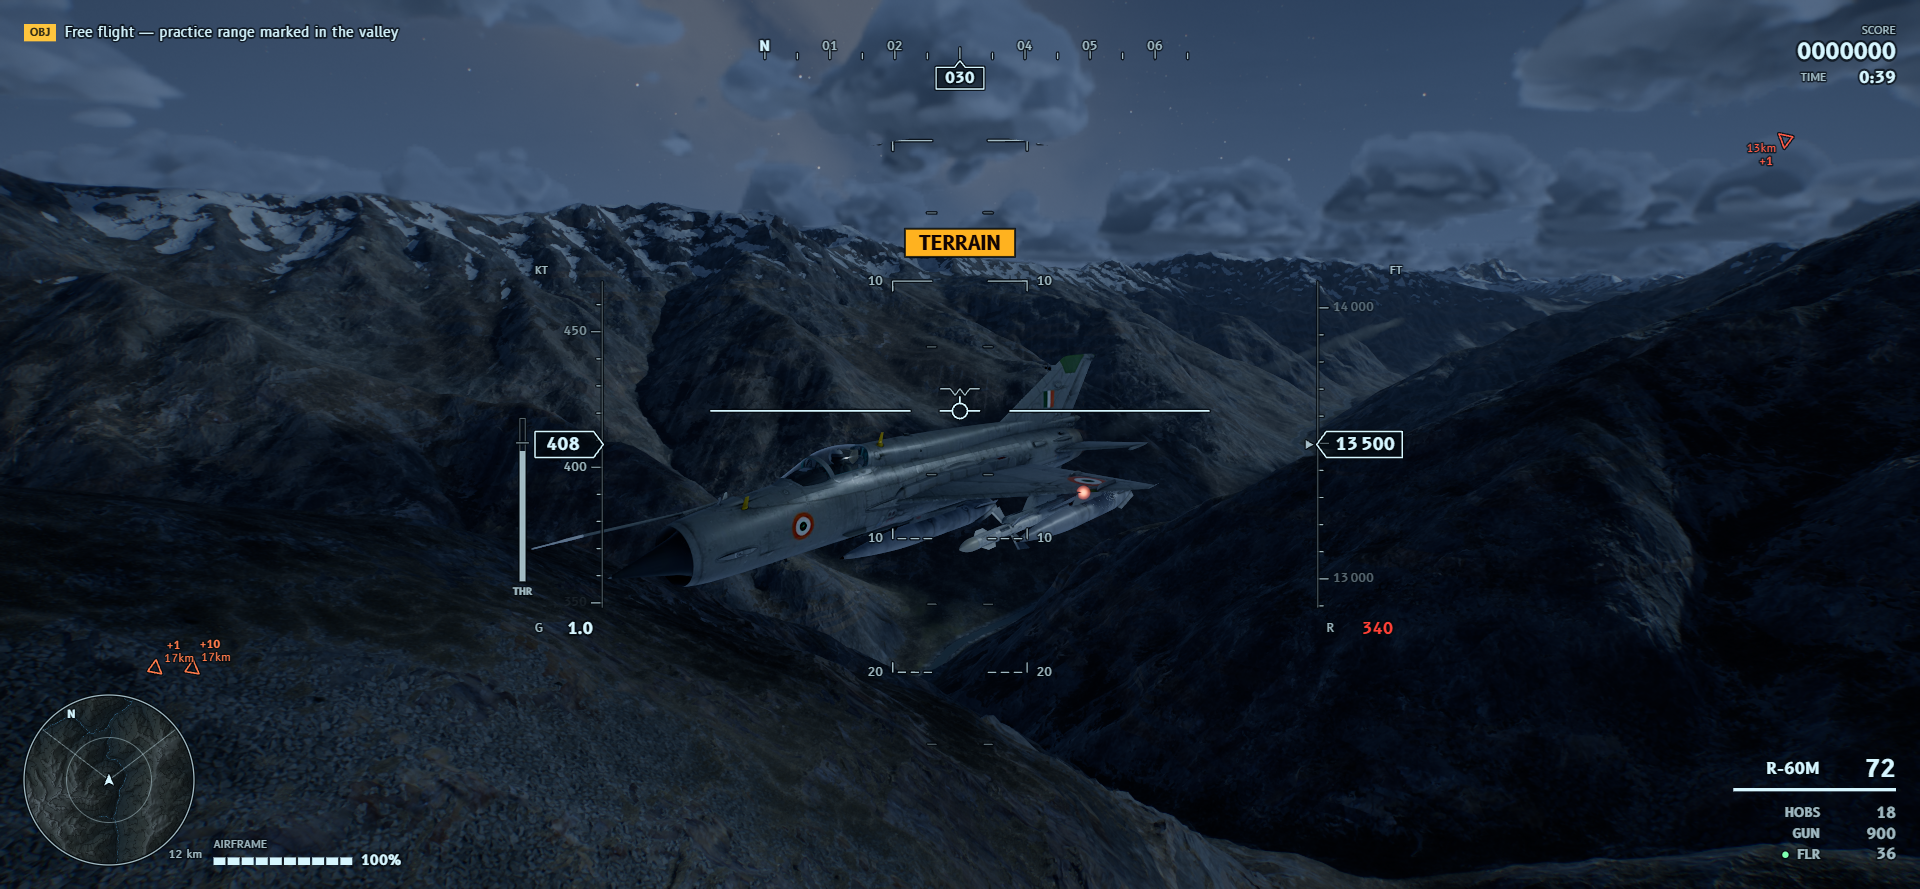 OBJ Free flight — practice range marked in the valley
N 01 02 04 05 06
030
SCORE
0000000
TIME 0:39
13km
+1
TERRAIN
10 10
KT
FT
450
14 000
408
13 500
400
10 10
13 000
THR
350
G 1.0
R 340
20 20
+1 +10
17km 17km
N
12 km
AIRFRAME
100%
R-60M 72
HOBS 18
GUN 900
FLR 36